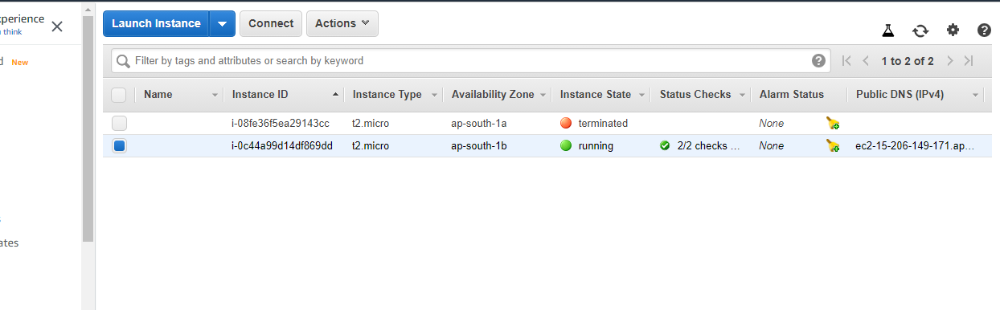 xperience
think
New
ates
Launch Instance Connect Actions
Filter by tags and attributes or search by keyword 1 to 2 of 2
Name Instance ID Instance Type Availability Zone Instance State Status Checks Alarm Status Public DNS (IPv4)
i-08fe36f5ea29143cc t2.micro ap-south-1a terminated None
i-0c44a99d14df869dd t2.micro ap-south-1b running 2/2 checks ... None ec2-15-206-149-171.ap...